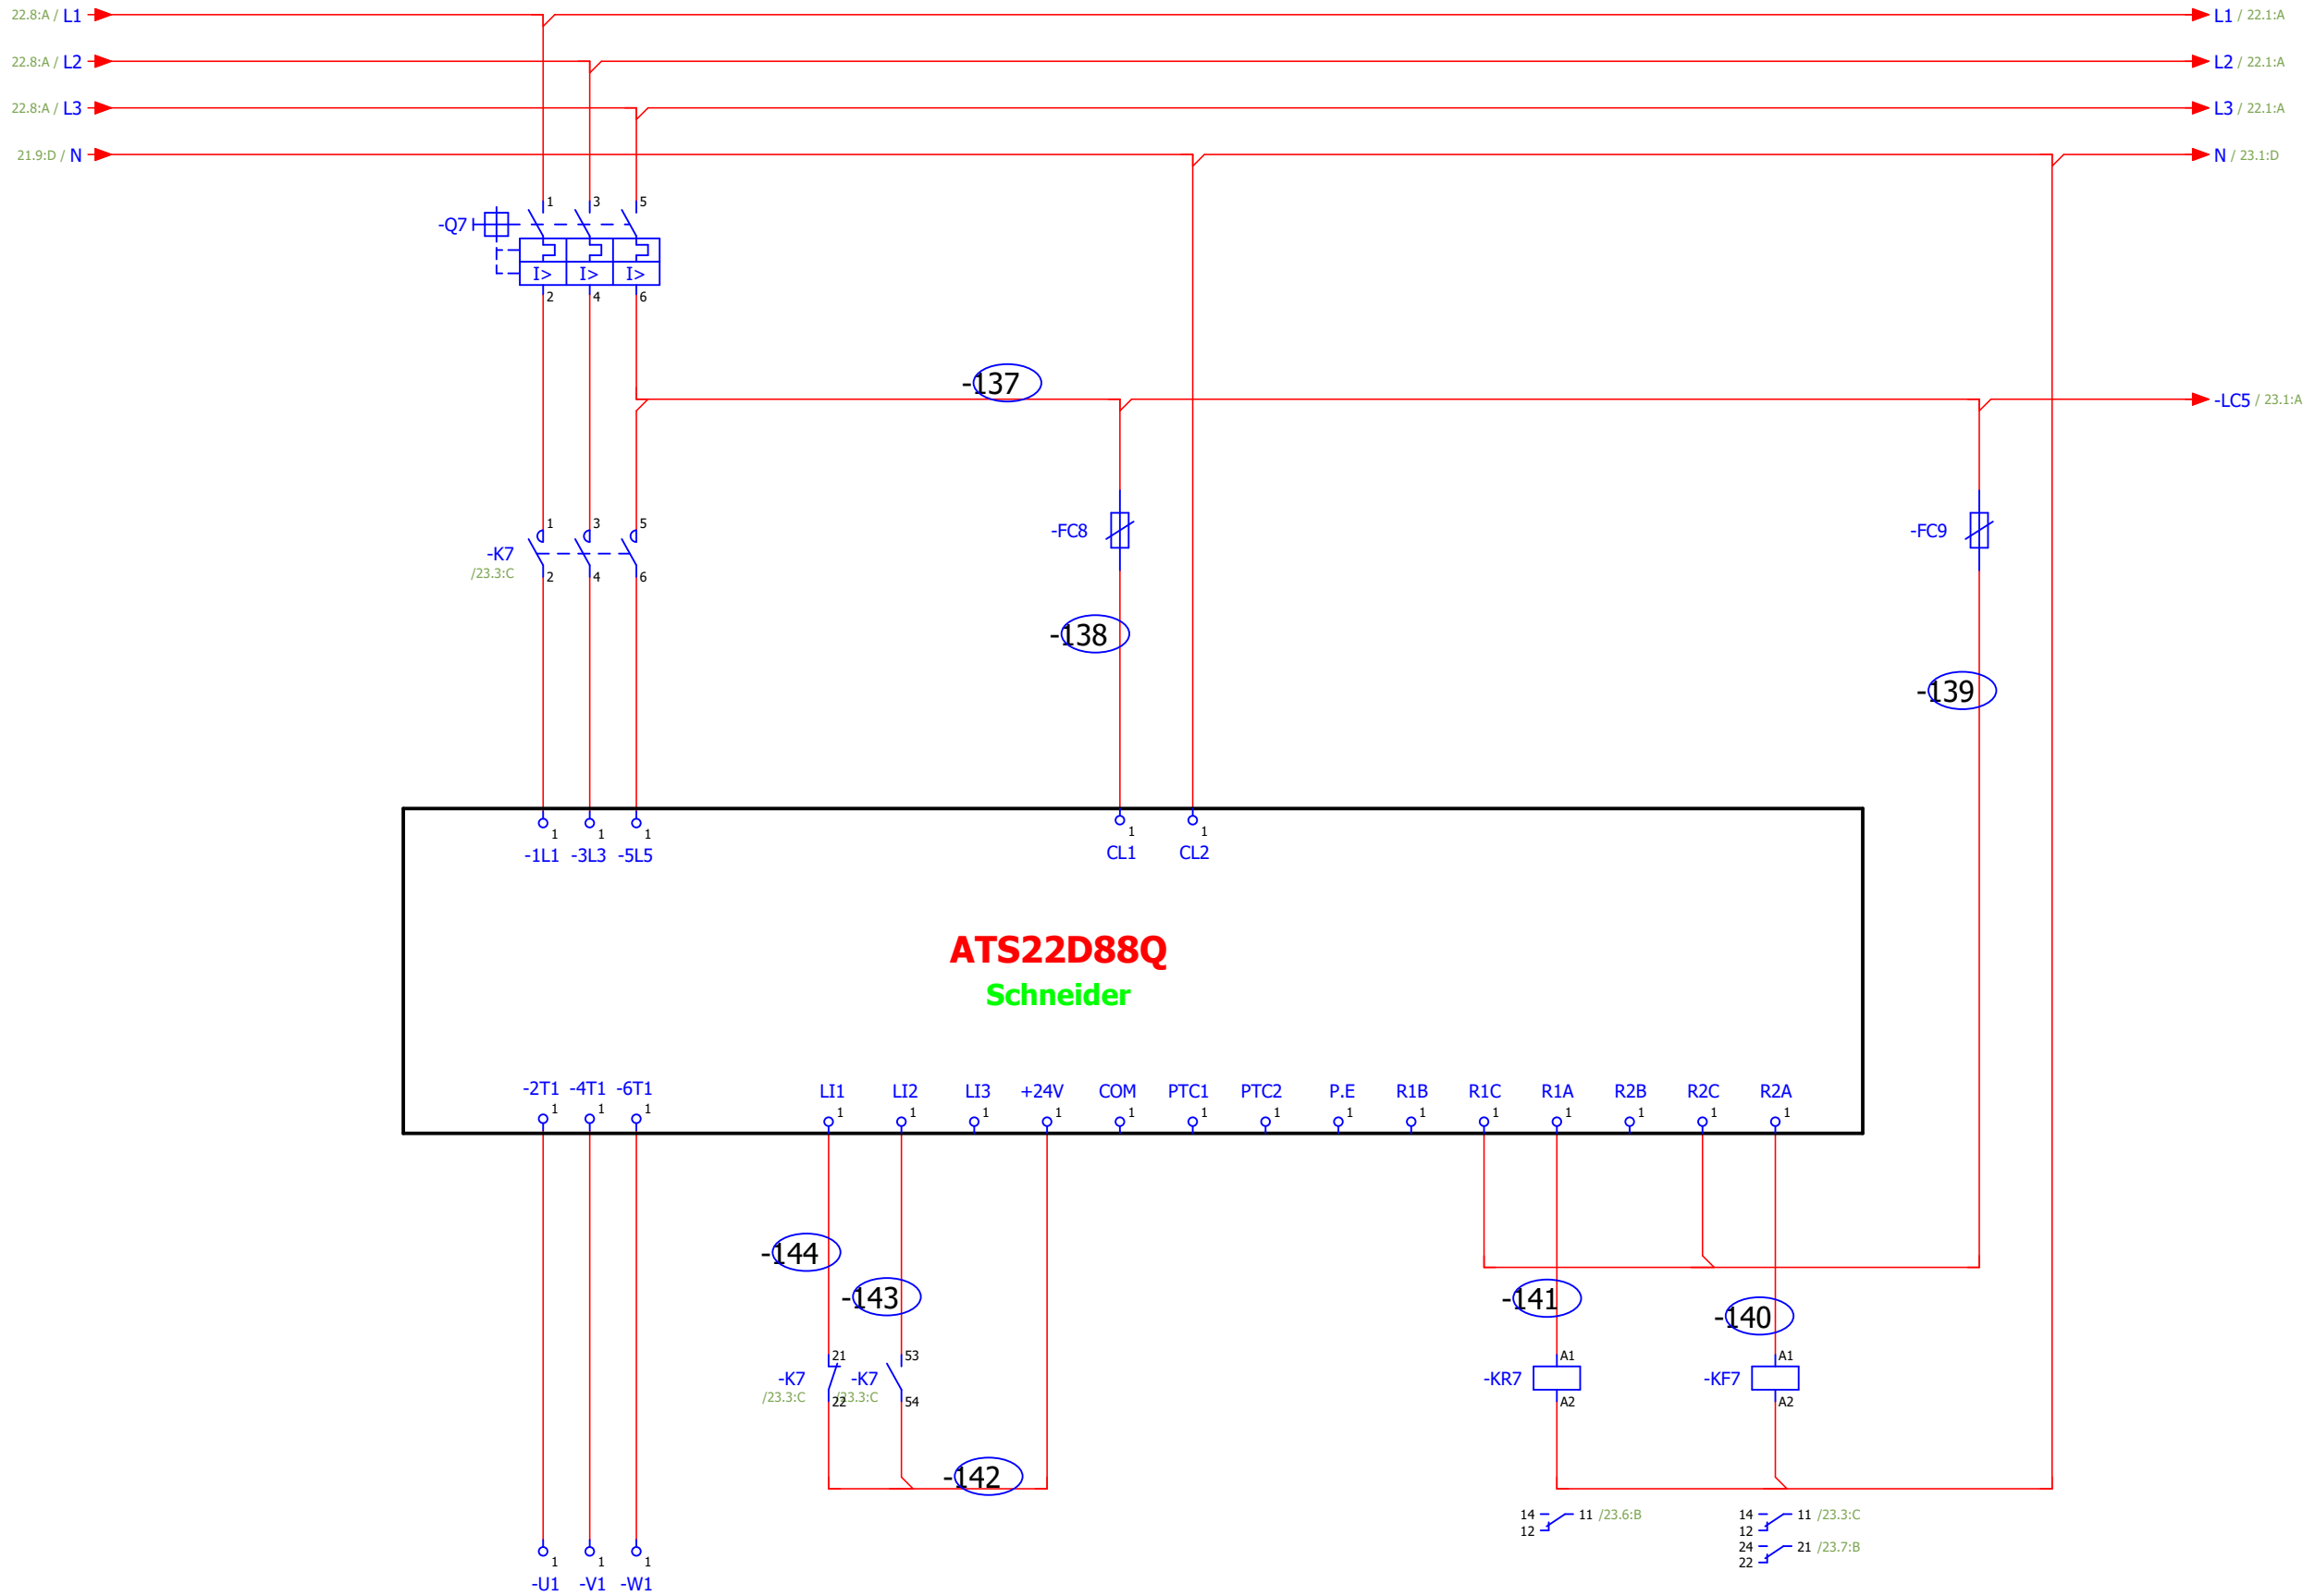 22.8:A / L1
L1 / 22.1:A
22.8:A / L2
L2 / 22.1:A
22.8:A / L3
L3 / 22.1:A
21.9:D / N
N / 23.1:D
1 3 5
-Q7
I> I> I>
2 4 6
-137
-LC5 / 23.1:A
1 3 5
-K7
/23.3:C
2 4 6
-FC8
-FC9
-138
-139
1 1 1 1 1
-1L1 -3L3 -5L5 CL1 CL2
ATS22D88Q
Schneider
-2T1 -4T1 -6T1 LI1 LI2 LI3 +24V COM PTC1 PTC2 P.E R1B R1C R1A R2B R2C R2A
1 1 1 1 1 1 1 1 1 1 1 1 1 1 1 1 1
-144
-143
-141
-140
21 53 A1 A1
-K7 -K7 -KR7 -KF7
/23.3:C /23.3:C
22 54 A2 A2
-142
14 11 /23.6:B
12
14 11 /23.3:C
12
24 21 /23.7:B
22
1 1 1
-U1 -V1 -W1